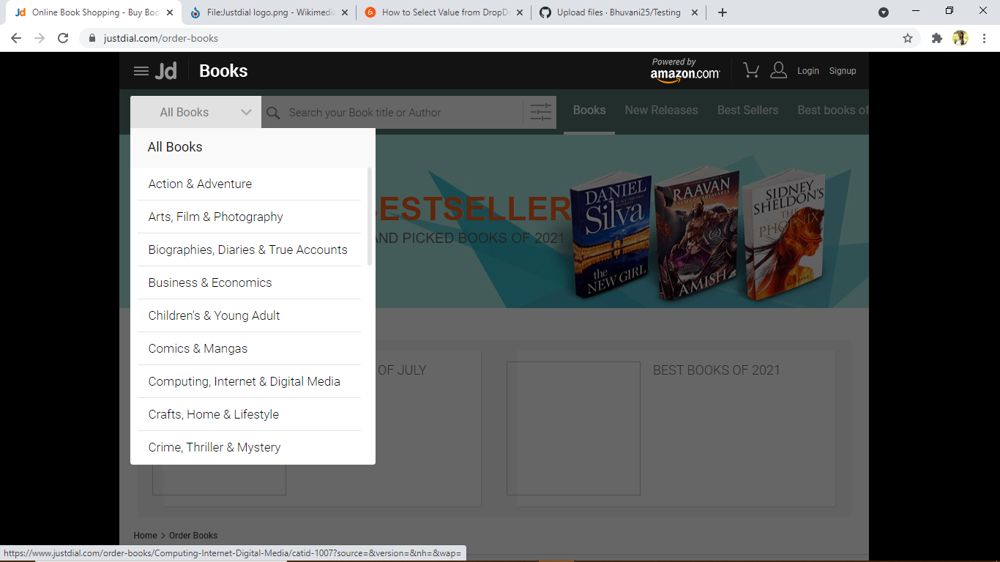 Jd Online Book Shopping - Buy Boo
File:Justdial logo.png - Wikimedia
How to Select Value from DropD
Upload files · Bhuvani25/Testing
justdial.com/order-books
Jd Books
Powered by
amazon.com
Login Signup
All Books
Search your Book title or Author
Books New Releases Best Sellers Best books of
All Books
Action & Adventure
Arts, Film & Photography
Biographies, Diaries & True Accounts
Business & Economics
Children's & Young Adult
Comics & Mangas
Computing, Internet & Digital Media
Crafts, Home & Lifestyle
Crime, Thriller & Mystery
BESTSELLER
AND PICKED BOOKS OF 2021
DANIEL
Silva
the
NEW GIRL
RAAVAN
ENEMY OF ARYAVARTA
AMISH
SIDNEY
SHELDON'S
THE
PHOENIX
OF JULY
BEST BOOKS OF 2021
Home > Order Books
https://www.justdial.com/order-books/Computing-Internet-Digital-Media/catid-1007?source=&version=&nh=&wap=